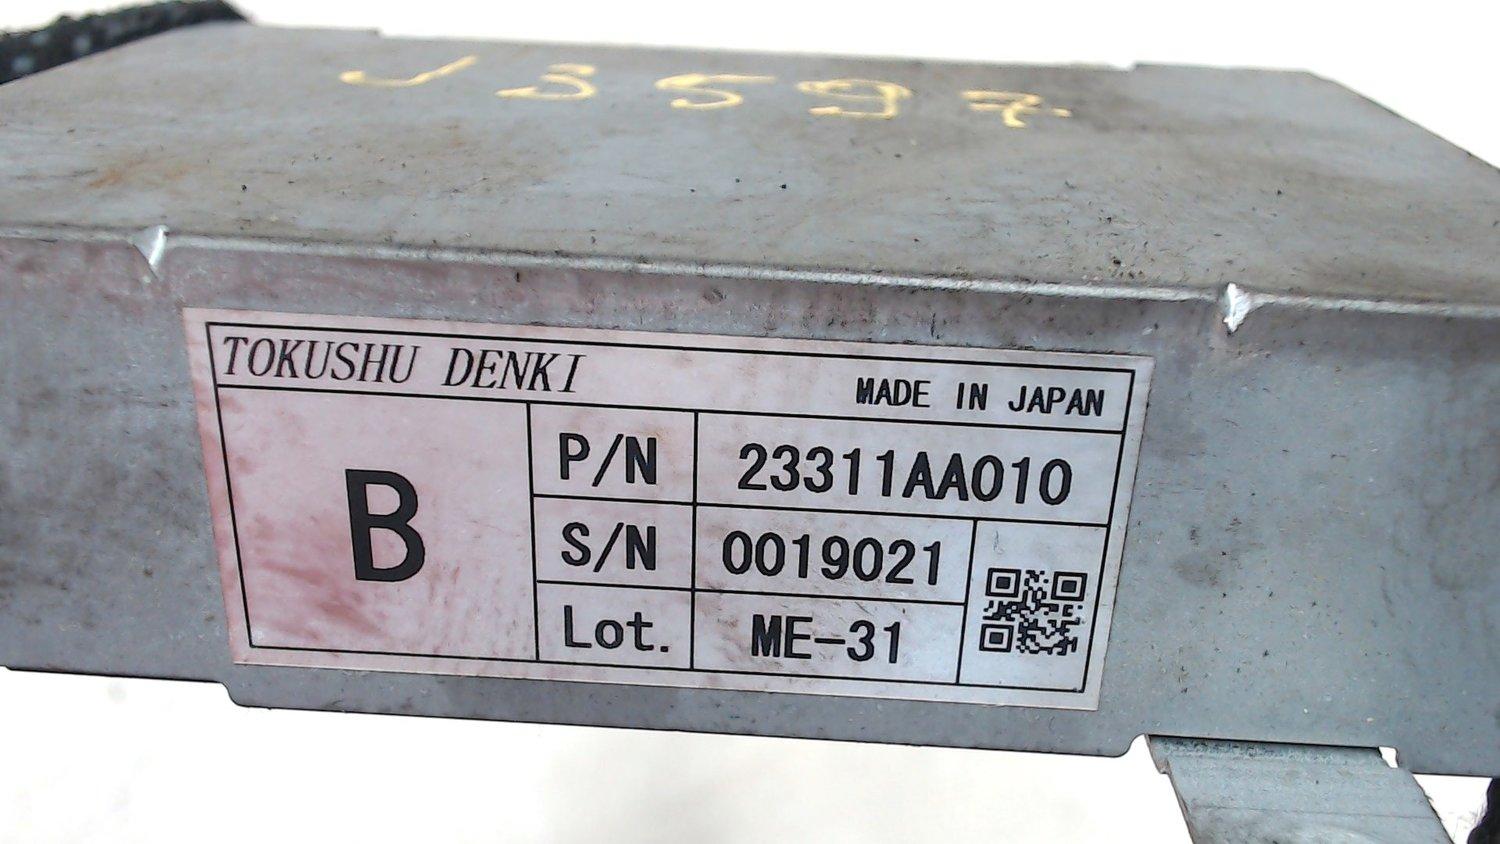 J3597
TOKUSHU DENKI
MADE IN JAPAN
B
P/N 23311AA010
S/N 0019021
Lot. ME-31